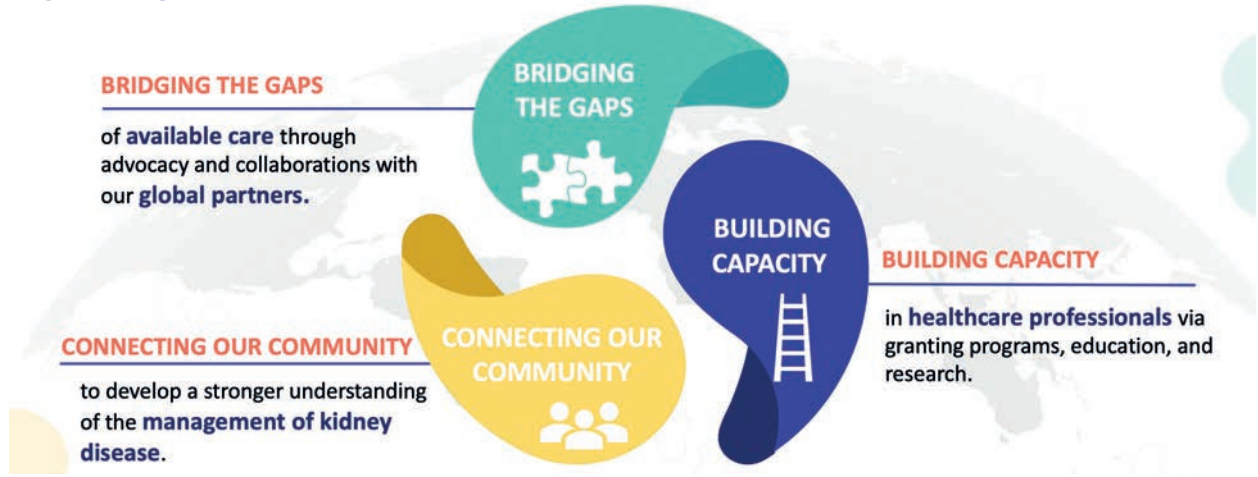 BRIDGING THE GAPS
of available care through
advocacy and collaborations with
our global partners.
BRIDGING
THE GAPS
BUILDING
CAPACITY
BUILDING CAPACITY
in healthcare professionals via
granting programs, education, and
research.
CONNECTING OUR COMMUNITY
to develop a stronger understanding
of the management of kidney
disease.
CONNECTING OUR
COMMUNITY